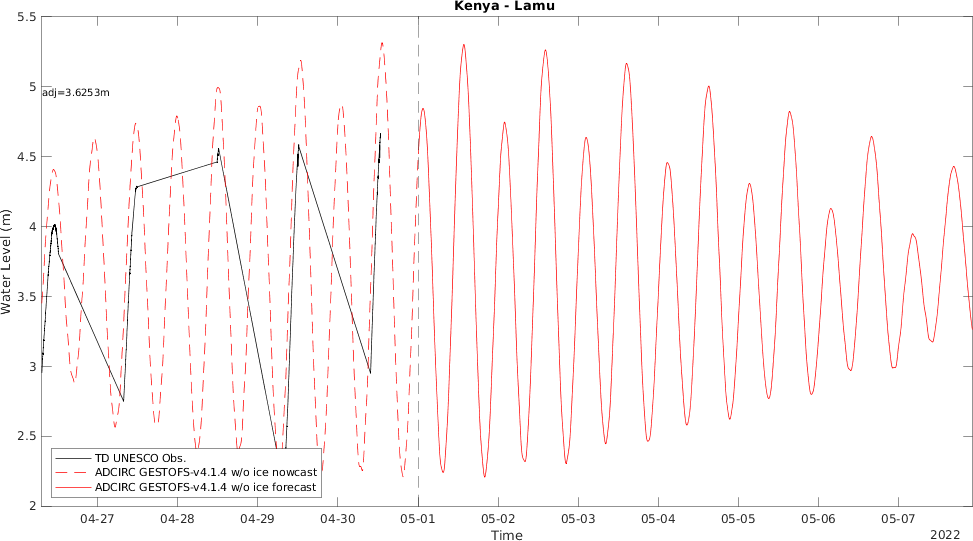 Kenya - Lamu
5.5
5
4.5
4
3.5
3
2.5
2
Water Level (m)
adj=3.6253m
TD UNESCO Obs.
ADCIRC GESTOFS-v4.1.4 w/o ice nowcast
ADCIRC GESTOFS-v4.1.4 w/o ice forecast
04-27 04-28 04-29 04-30 05-01 05-02 05-03 05-04 05-05 05-06 05-07
Time
2022